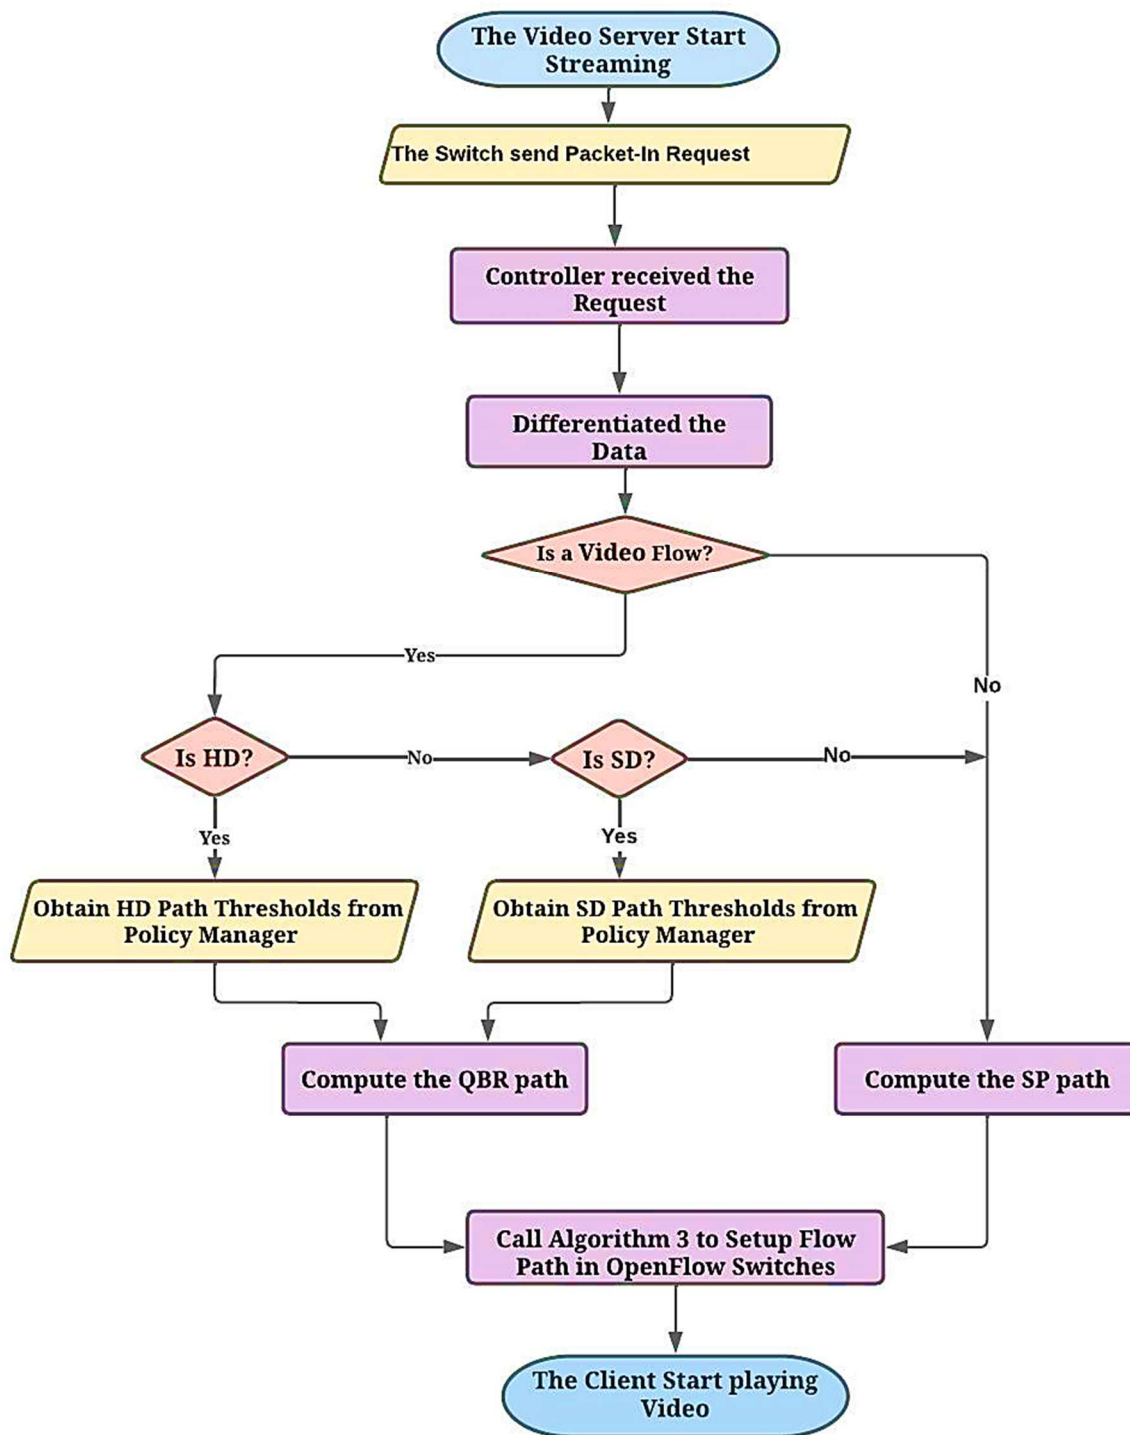 The Video Server Start
Streaming
The Switch send Packet-In Request
Controller received the
Request
Differentiated the
Data
Is a Video Flow?
Yes
No
Is HD?
No
Is SD?
No
Yes
Yes
Obtain HD Path Thresholds from
Policy Manager
Obtain SD Path Thresholds from
Policy Manager
Compute the QBR path
Compute the SP path
Call Algorithm 3 to Setup Flow
Path in OpenFlow Switches
The Client Start playing
Video